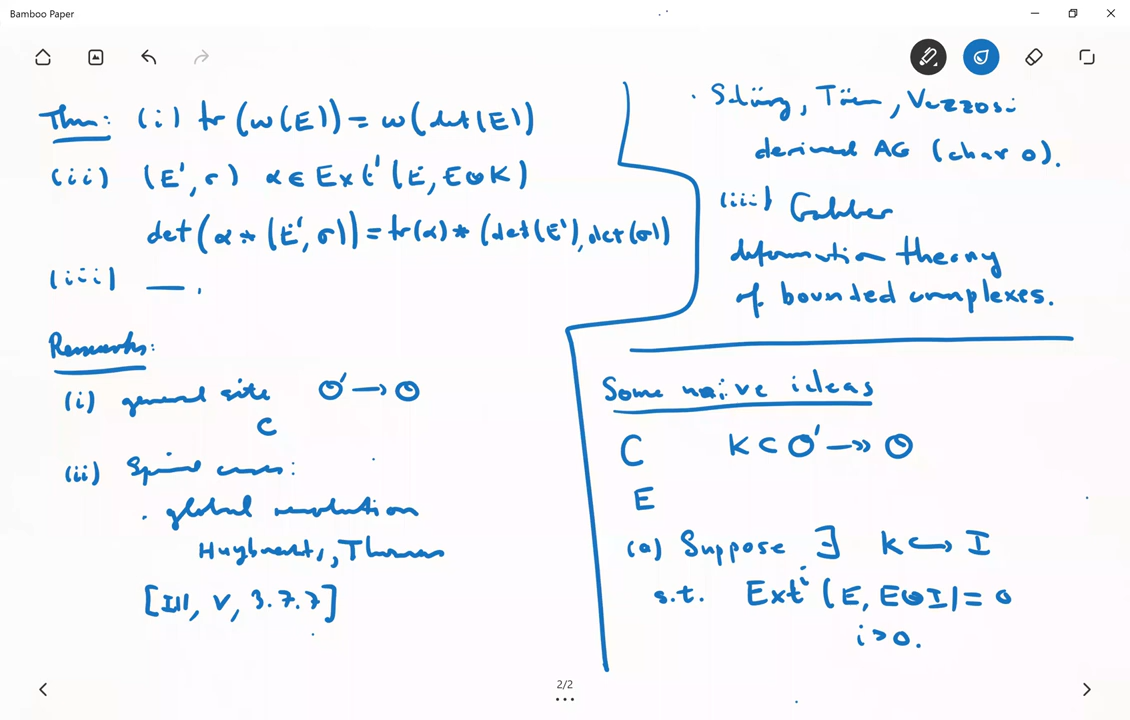 Bamboo Paper
Thm: (i) tr(ω(E)) = ω(det(E))
(ii) (E', σ) α ∈ Ext¹(E, E⊗K)
det(α * (E', σ)) = tr(α) * (det(E'), det(σ))
(iii) — .
Remarks:
(i) general site O' → O
C
(ii) Special cases:
. global resolution
Huybrechts, Thomas
[Ill, V, 3.7.7]
. Schürg, Toën, Vezzosi
derived AG (char 0).
(iii) Gabber
deformation theory
of bounded complexes.
Some naive ideas
C K ⊂ O' ↠ O
E
(a) Suppose ∃ K ↪ I
s.t. Extⁱ(E, E⊗I) = 0
i>0.
2/2